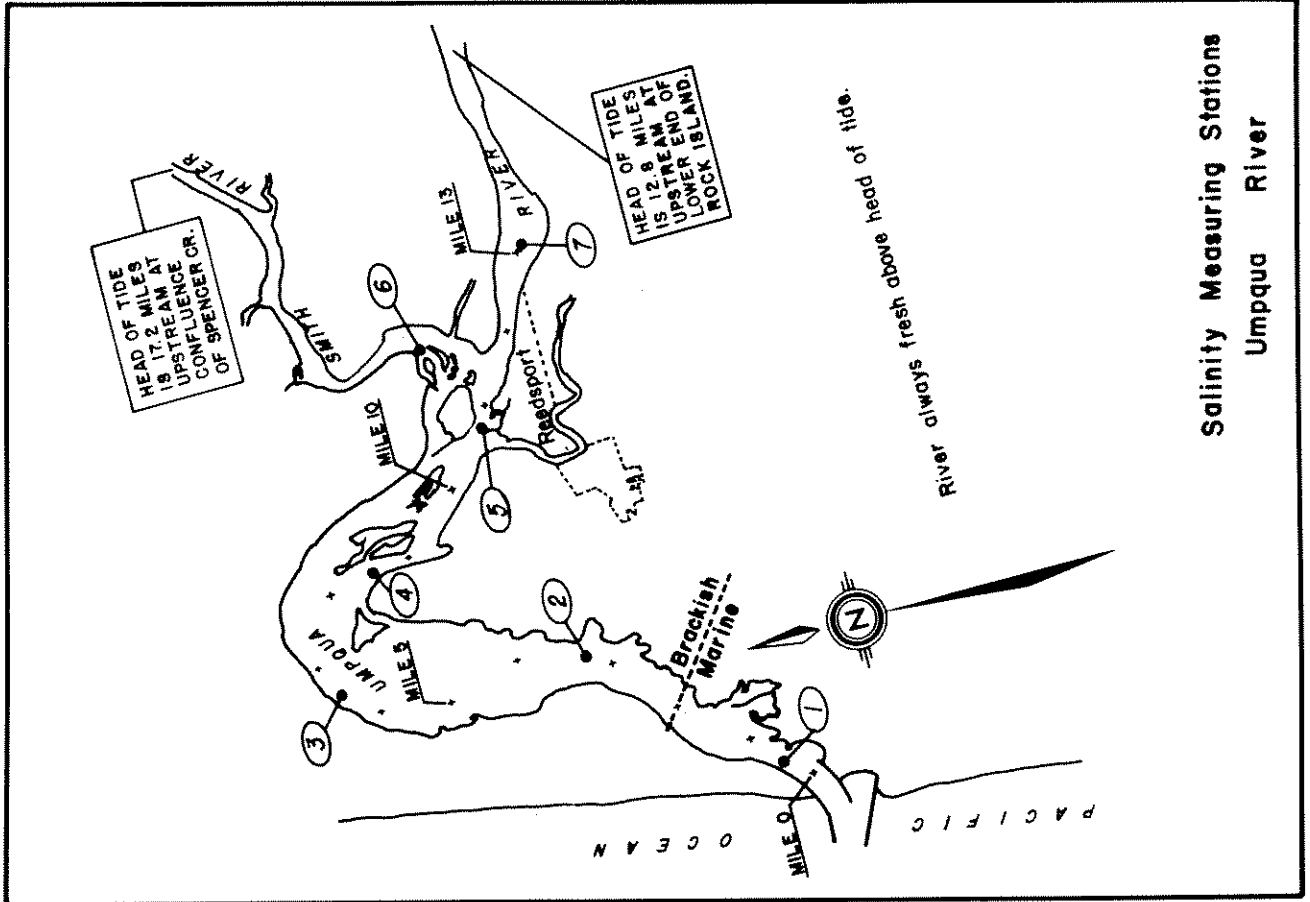 HEAD OF TIDE
IS 17.2 MILES
UPSTREAM AT
CONFLUENCE
OF SPENCER CR.
RIVER
SMITH
HEAD OF TIDE
IS 12.8 MILES
UPSTREAM AT
UPSTREAM END OF
LOWER END OF
ROCK ISLAND.
RIVER
MILE 13
7
6
MILE 10
Reedsport
5
4
UMPQUA
MILE 5
3
2
Brackish
Marine
1
MILE 0
N
PACIFIC OCEAN
River always fresh above head of tide.
Salinity Measuring Stations
Umpqua River